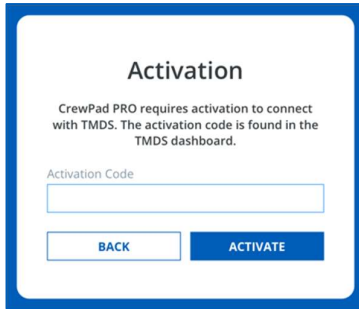 Activation
CrewPad PRO requires activation to connect
with TMDS. The activation code is found in the
TMDS dashboard.
Activation Code
BACK
ACTIVATE